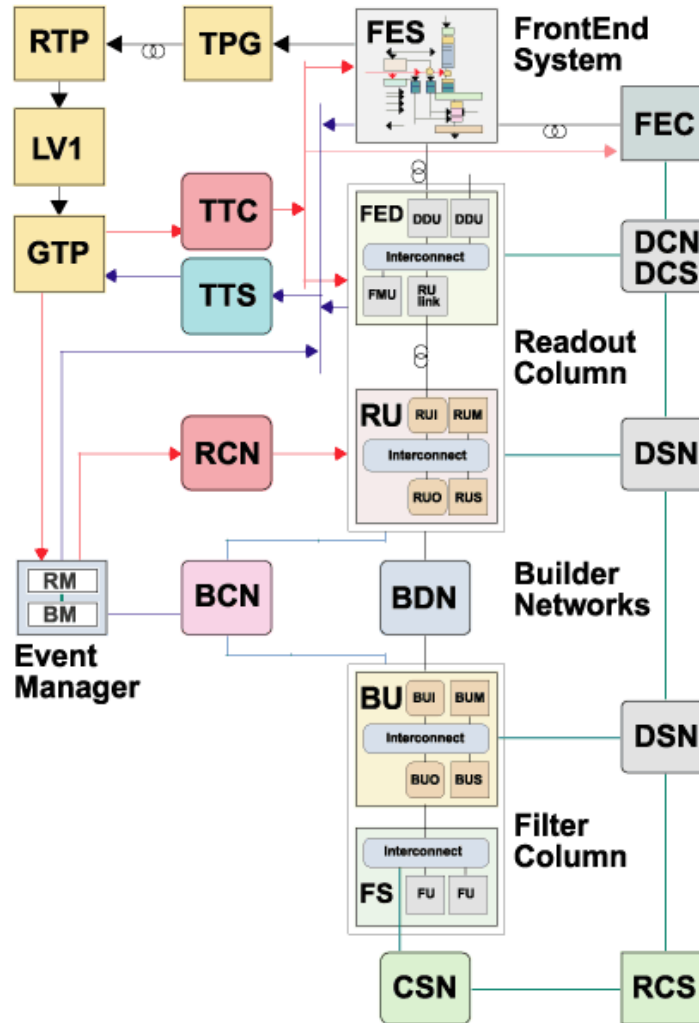 RTP
TPG
FES
FrontEnd
System
LV1
FEC
TTC
FED
DDU
DDU
Interconnect
FMU
RU
link
DCN
DCS
GTP
TTS
Readout
Column
RU
RUI
RUM
Interconnect
RUO
RUS
RCN
DSN
RM
BM
Event
Manager
BCN
BDN
Builder
Networks
BU
BUI
BUM
Interconnect
BUO
BUS
DSN
Filter
Column
Interconnect
FS
FU
FU
CSN
RCS